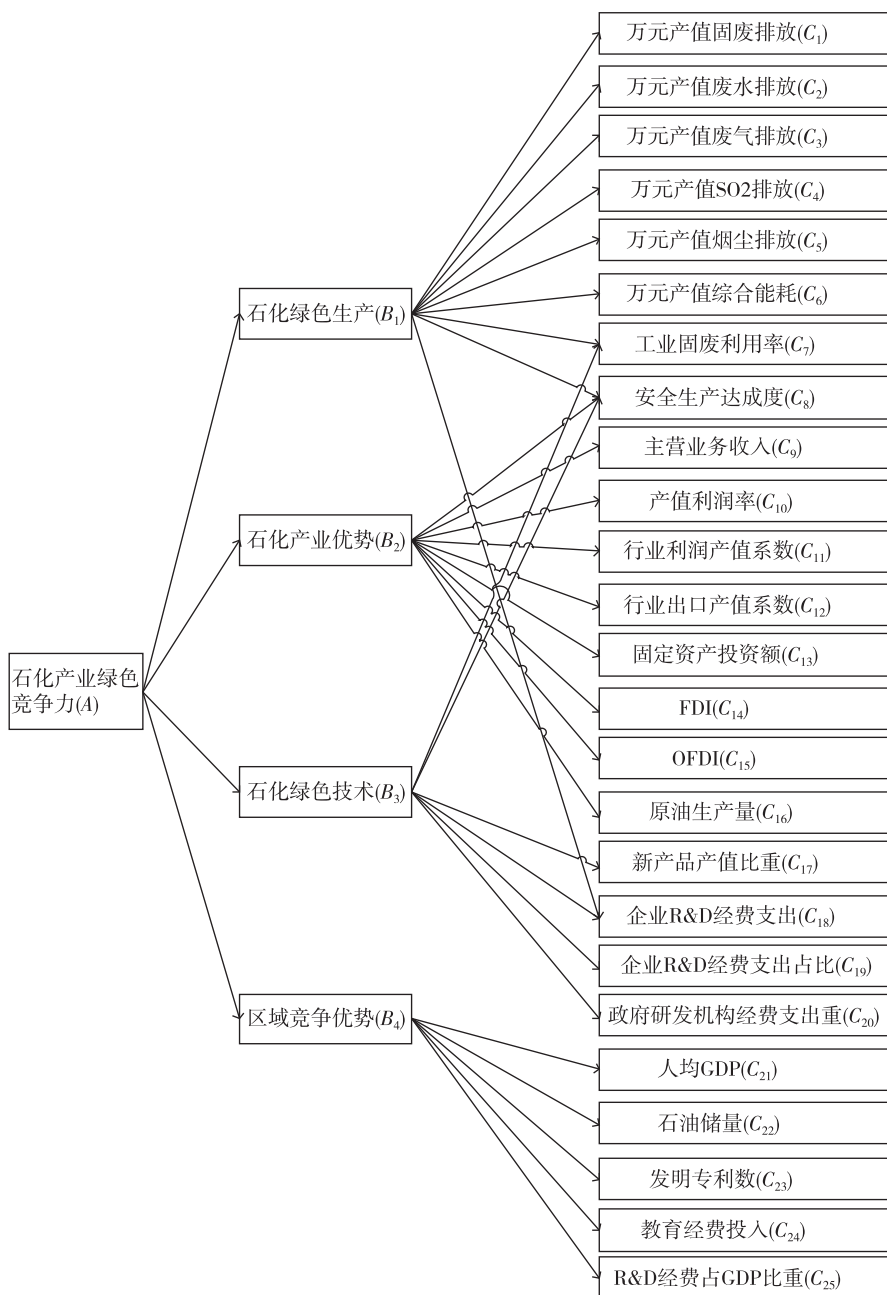 石化产业绿色
竞争力(A)
石化绿色生产(B₁)
石化产业优势(B₂)
石化绿色技术(B₃)
区域竞争优势(B₄)
万元产值固废排放(C₁)
万元产值废水排放(C₂)
万元产值废气排放(C₃)
万元产值SO2排放(C₄)
万元产值烟尘排放(C₅)
万元产值综合能耗(C₆)
工业固废利用率(C₇)
安全生产达成度(C₈)
主营业务收入(C₉)
产值利润率(C₁₀)
行业利润产值系数(C₁₁)
行业出口产值系数(C₁₂)
固定资产投资额(C₁₃)
FDI(C₁₄)
OFDI(C₁₅)
原油生产量(C₁₆)
新产品产值比重(C₁₇)
企业R&D经费支出(C₁₈)
企业R&D经费支出占比(C₁₉)
政府研发机构经费支出重(C₂₀)
人均GDP(C₂₁)
石油储量(C₂₂)
发明专利数(C₂₃)
教育经费投入(C₂₄)
R&D经费占GDP比重(C₂₅)